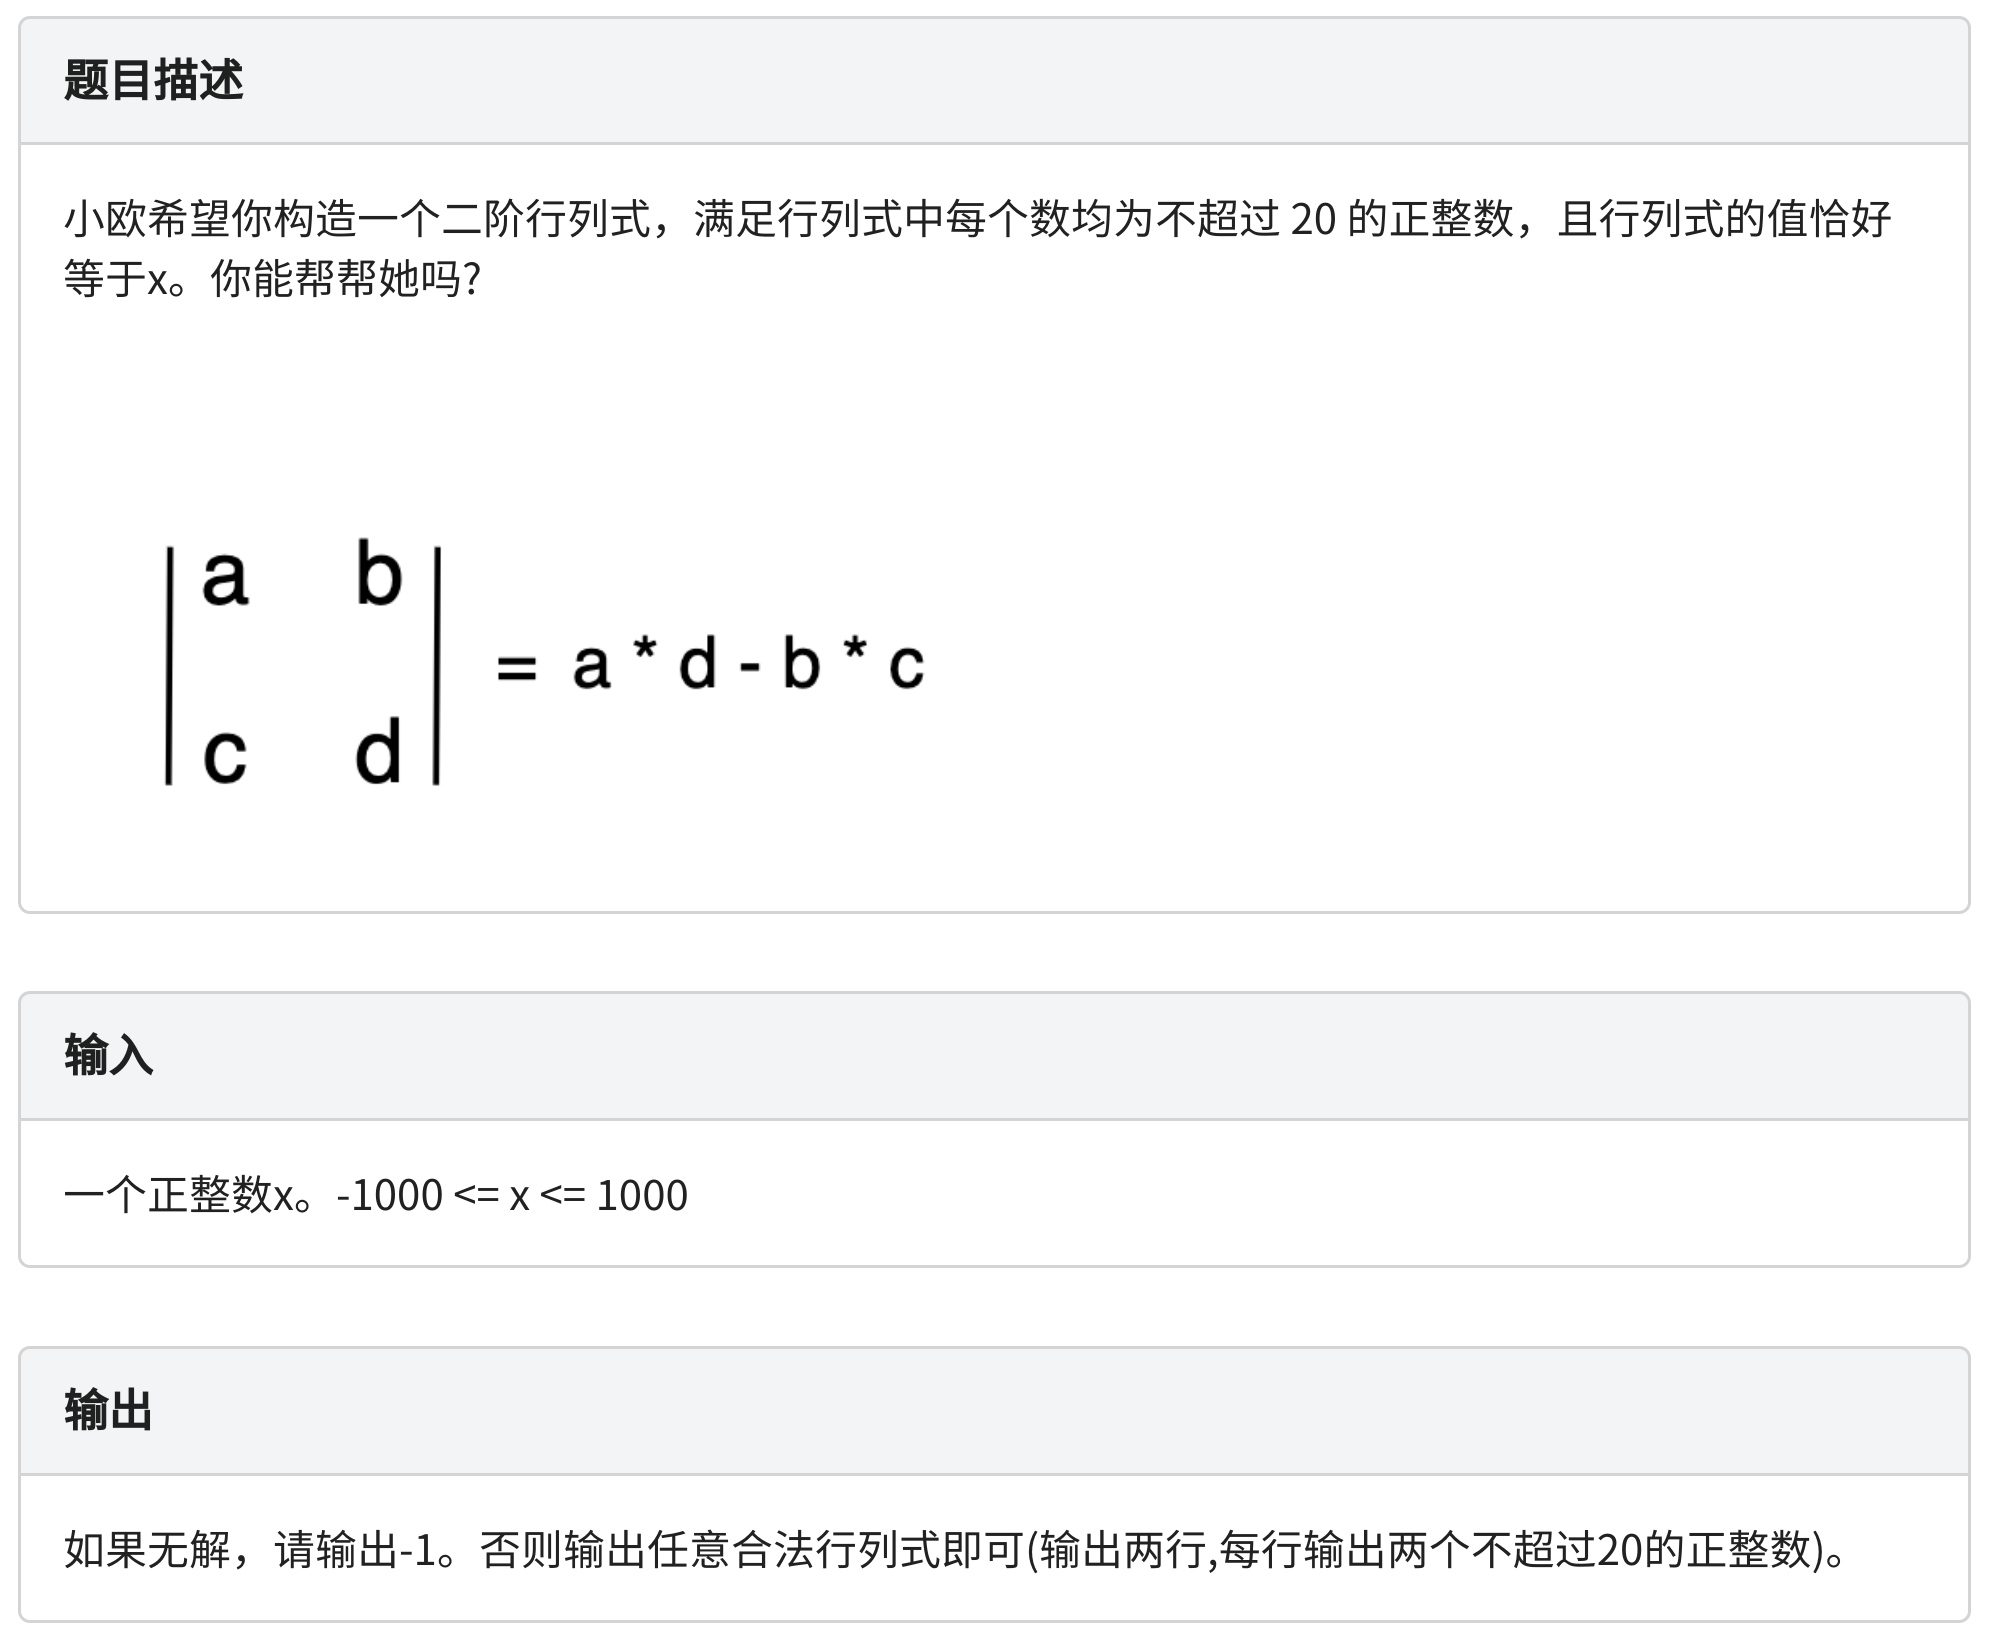 题目描述
小欧希望你构造一个二阶行列式，满足行列式中每个数均为不超过 20 的正整数，且行列式的值恰好
等于x。你能帮帮她吗?
a b
= a * d - b * c
c d
输入
一个正整数x。-1000 <= x <= 1000
输出
如果无解，请输出-1。否则输出任意合法行列式即可(输出两行,每行输出两个不超过20的正整数)。